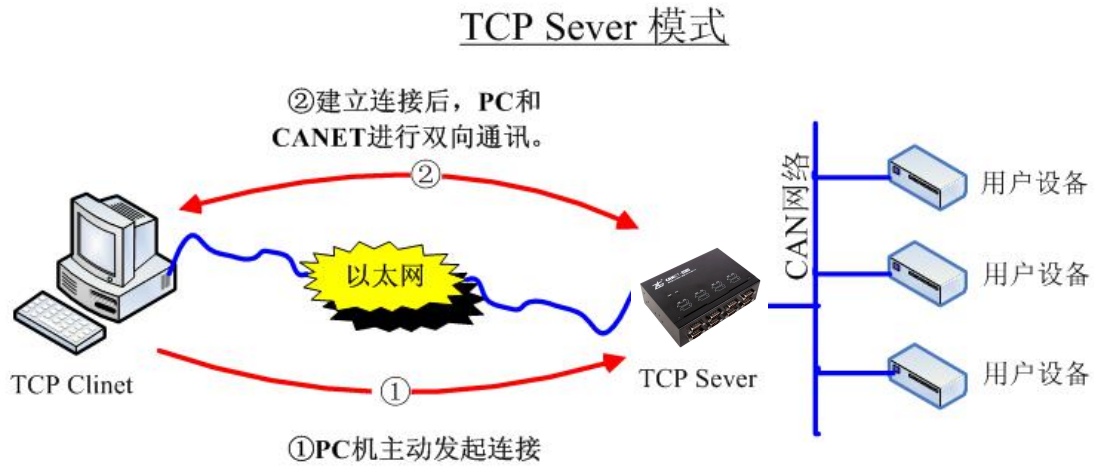 TCP Sever 模式
②建立连接后，PC和
CANET进行双向通讯。
②
CAN网络
用户设备
以太网
用户设备
TCP Clinet
①
TCP Sever
用户设备
①PC机主动发起连接